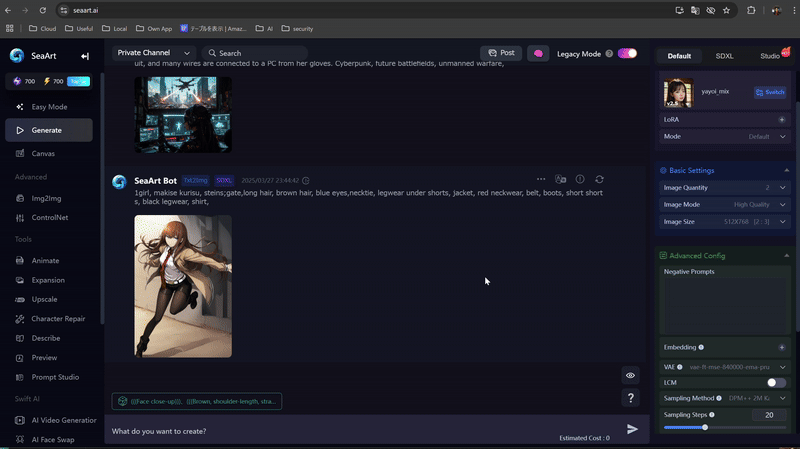 seaart.ai
Cloud
Useful
Local
Own App
テーブルを表示 | Amaz...
AI
security
SeaArt
700
700
Easy Mode
Generate
Canvas
Advanced
Img2Img
ControlNet
Tools
Animate
Expansion
Upscale
Character Repair
Describe
Preview
Prompt Studio
Swift AI
AI Video Generation
AI Face Swap
Private Channel
Search
Post
Legacy Mode
uit, and many wires are connected to a PC from her gloves. Cyberpunk, future battlefields, unmanned warfare,
SeaArt Bot Txt2Img SDXL 2025/03/27 23:44:42
1girl, makise kurisu, steins;gate,long hair, brown hair, blue eyes,necktie, legwear under shorts, jacket, red neckwear, belt, boots, short short
s, black legwear, shirt,
(((Face close-up))), (((Brown, shoulder-length, stra...
What do you want to create?
Estimated Cost : 0
Default
SDXL
Studio
v2.5
yayoi_mix
Switch
LoRA
Mode
Default
Basic Settings
Image Quantity
2
Image Mode
High Quality
Image Size
512X768 (2 : 3)
Advanced Config
Negative Prompts
Embedding
VAE
vae-ft-mse-840000-ema-pru
LCM
Sampling Method
DPM++ 2M Ka
Sampling Steps
20